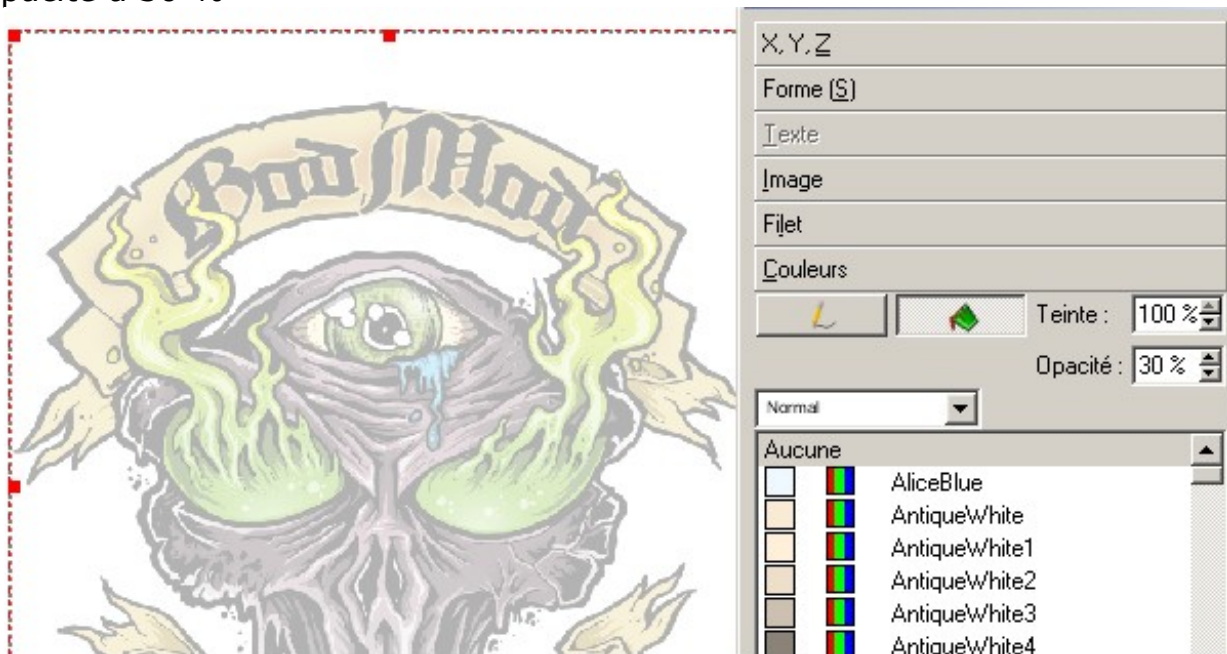 X, Y, Z
Forme (S)
Texte
Image
Filet
Couleurs
Teinte : 100 %
Opacité : 30 %
Normal
Aucune
AliceBlue
AntiqueWhite
AntiqueWhite1
AntiqueWhite2
AntiqueWhite3
AntiqueWhite4